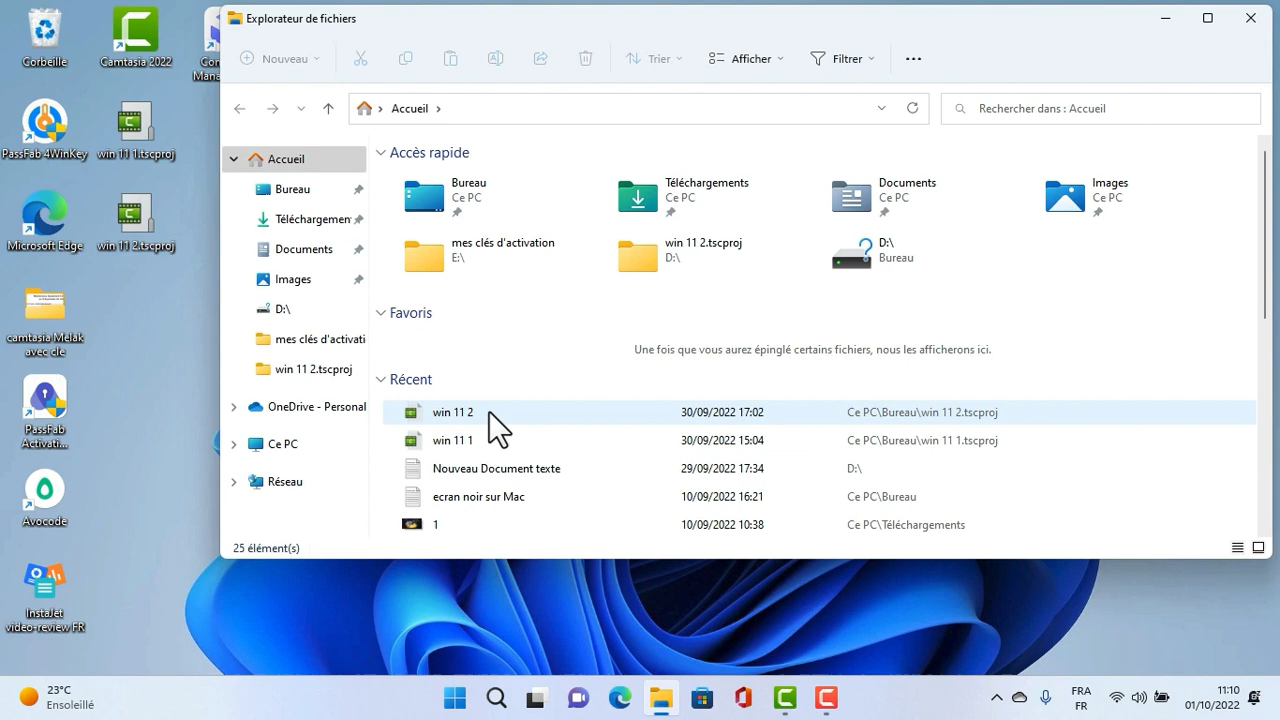 Corbeille
Camtasia 2022
PassFab 4WinKey
win 11 1.tscproj
Microsoft Edge
win 11 2.tscproj
camtasia Melak
avec cle
PassFab
Activati...
Avocode
InstaJet
video-review FR
Explorateur de fichiers
Nouveau
Trier
Afficher
Filtrer
Accueil
Rechercher dans : Accueil
Accueil
Bureau
Téléchargemen
Documents
Images
D:\
mes clés d'activati
win 11 2.tscproj
OneDrive - Personal
Ce PC
Réseau
Accès rapide
Bureau
Ce PC
Téléchargements
Ce PC
Documents
Ce PC
Images
Ce PC
mes clés d'activation
E:\
win 11 2.tscproj
D:\
D:\
Bureau
Favoris
Une fois que vous aurez épinglé certains fichiers, nous les afficherons ici.
Récent
win 11 2 30/09/2022 17:02 Ce PC\Bureau\win 11 2.tscproj
win 11 1 30/09/2022 15:04 Ce PC\Bureau\win 11 1.tscproj
Nouveau Document texte 29/09/2022 17:34 D:\
ecran noir sur Mac 10/09/2022 16:21 Ce PC\Bureau
1 10/09/2022 10:38 Ce PC\Téléchargements
25 élément(s)
23°C
Ensoleillé
FRA
FR
11:10
01/10/2022